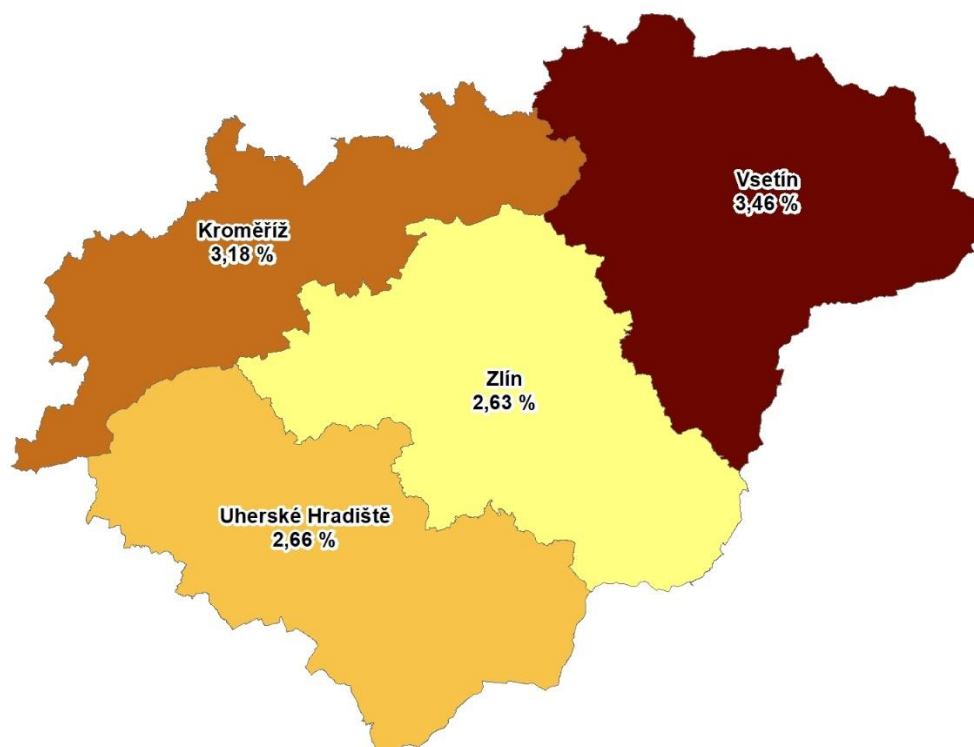 Vsetín
3,46 %
Kroměříž
3,18 %
Zlín
2,63 %
Uherské Hradiště
2,66 %